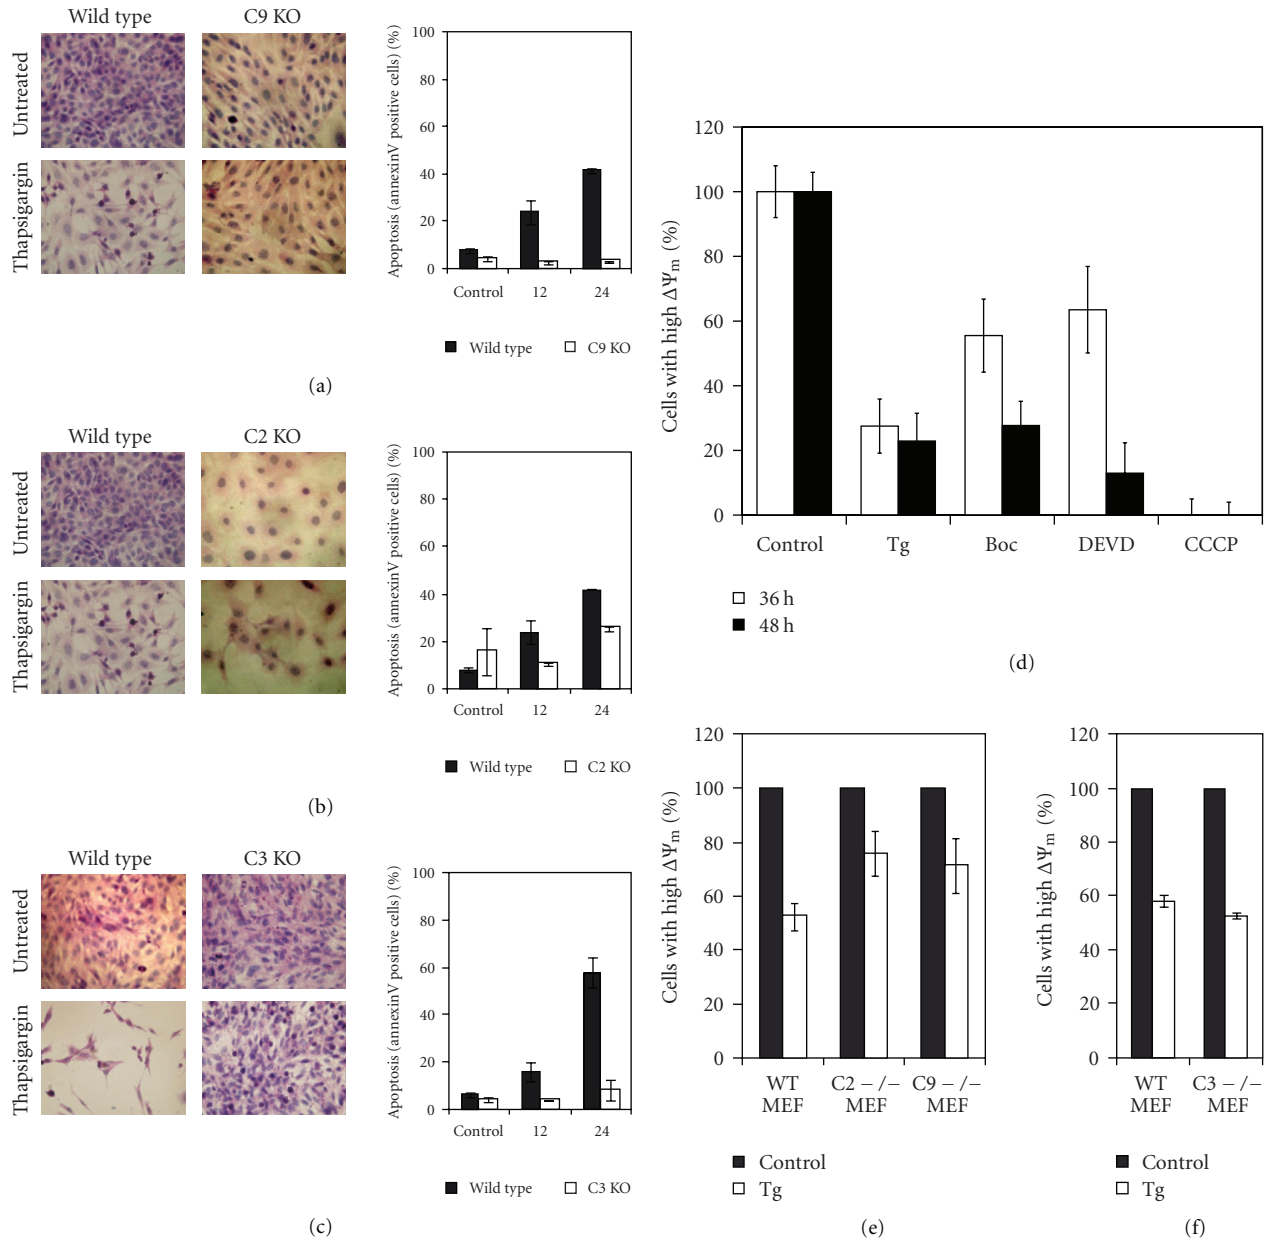 Wild type C9 KO
Untreated
Thapsigargin
Apoptosis (annexinV positive cells) (%)
100
80
60
40
20
0
Control 12 24
Wild type C9 KO
(a)
Wild type C2 KO
Untreated
Thapsigargin
Apoptosis (annexinV positive cells) (%)
100
80
60
40
20
0
Control 12 24
Wild type C2 KO
(b)
Wild type C3 KO
Untreated
Thapsigargin
Apoptosis (annexinV positive cells) (%)
100
80
60
40
20
0
Control 12 24
Wild type C3 KO
(c)
Cells with high ΔΨm (%)
120
100
80
60
40
20
0
Control Tg Boc DEVD CCCP
36 h
48 h
(d)
Cells with high ΔΨm (%)
120
100
80
60
40
20
0
WT C2 −/− C9 −/−
MEF MEF MEF
Control
Tg
(e)
Cells with high ΔΨm (%)
120
100
80
60
40
20
0
WT C3 −/−
MEF MEF
Control
Tg
(f)